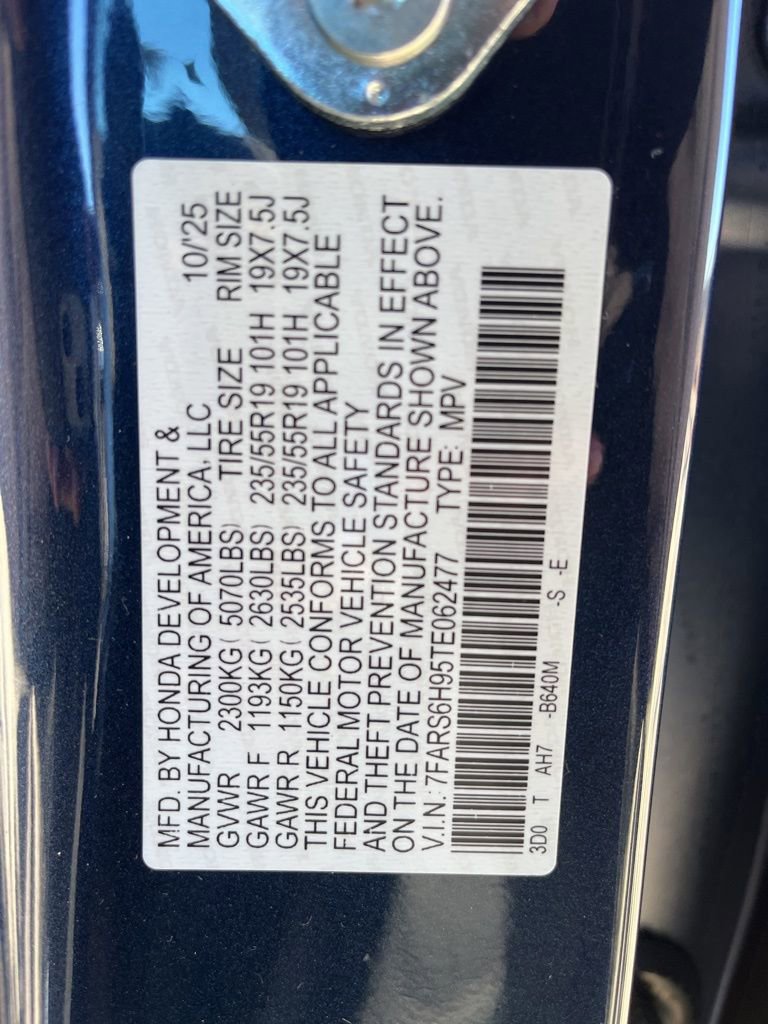 MFD. BY HONDA DEVELOPMENT &
MANUFACTURING OF AMERICA, LLC 10/'25
GVWR 2300KG( 5070LBS) TIRE SIZE RIM SIZE
GAWR F 1193KG( 2630LBS) 235/55R19 101H 19X7.5J
GAWR R 1150KG( 2535LBS) 235/55R19 101H 19X7.5J
THIS VEHICLE CONFORMS TO ALL APPLICABLE
FEDERAL MOTOR VEHICLE SAFETY
AND THEFT PREVENTION STANDARDS IN EFFECT
ON THE DATE OF MANUFACTURE SHOWN ABOVE.
V.I.N.: 7FARS6H95TE062477 TYPE: MPV
3D0 T AH7 -B640M -S -E